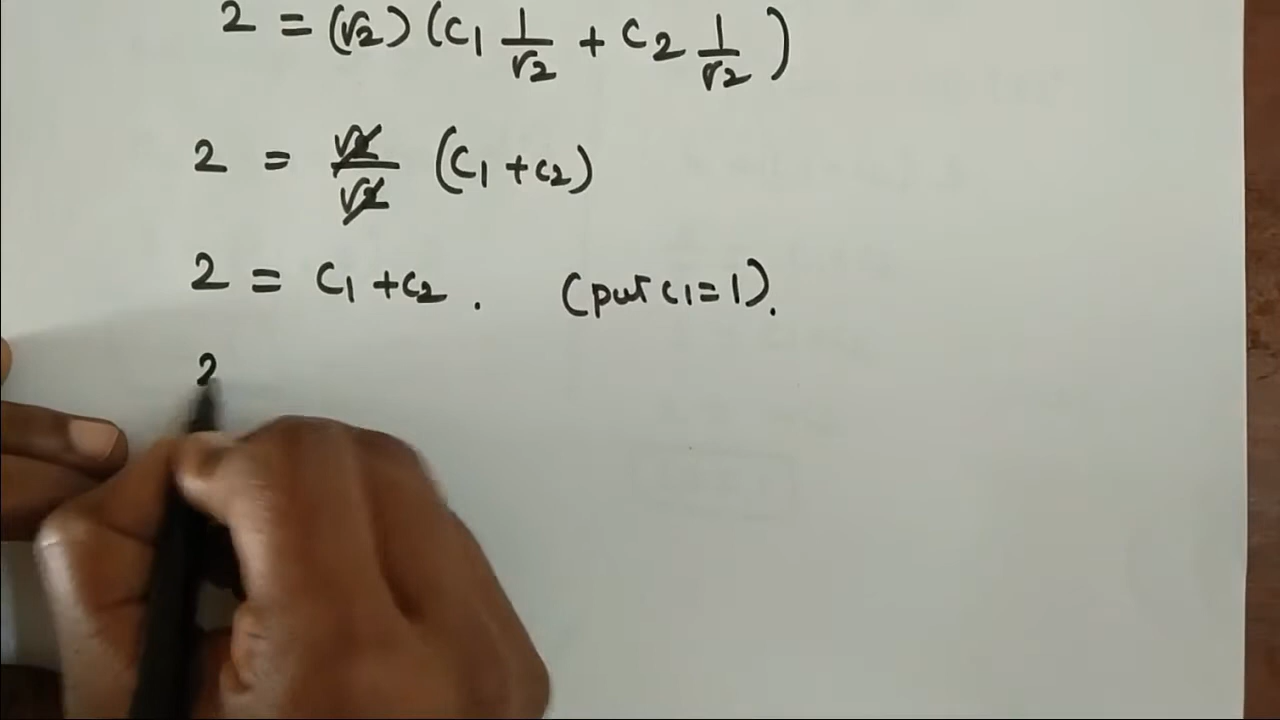 2 = (√2) (C1 1/√2 + C2 1/√2)
2 = √2/√2 (C1 + C2)
2 = C1 + C2 . (put C1 = 1).
2